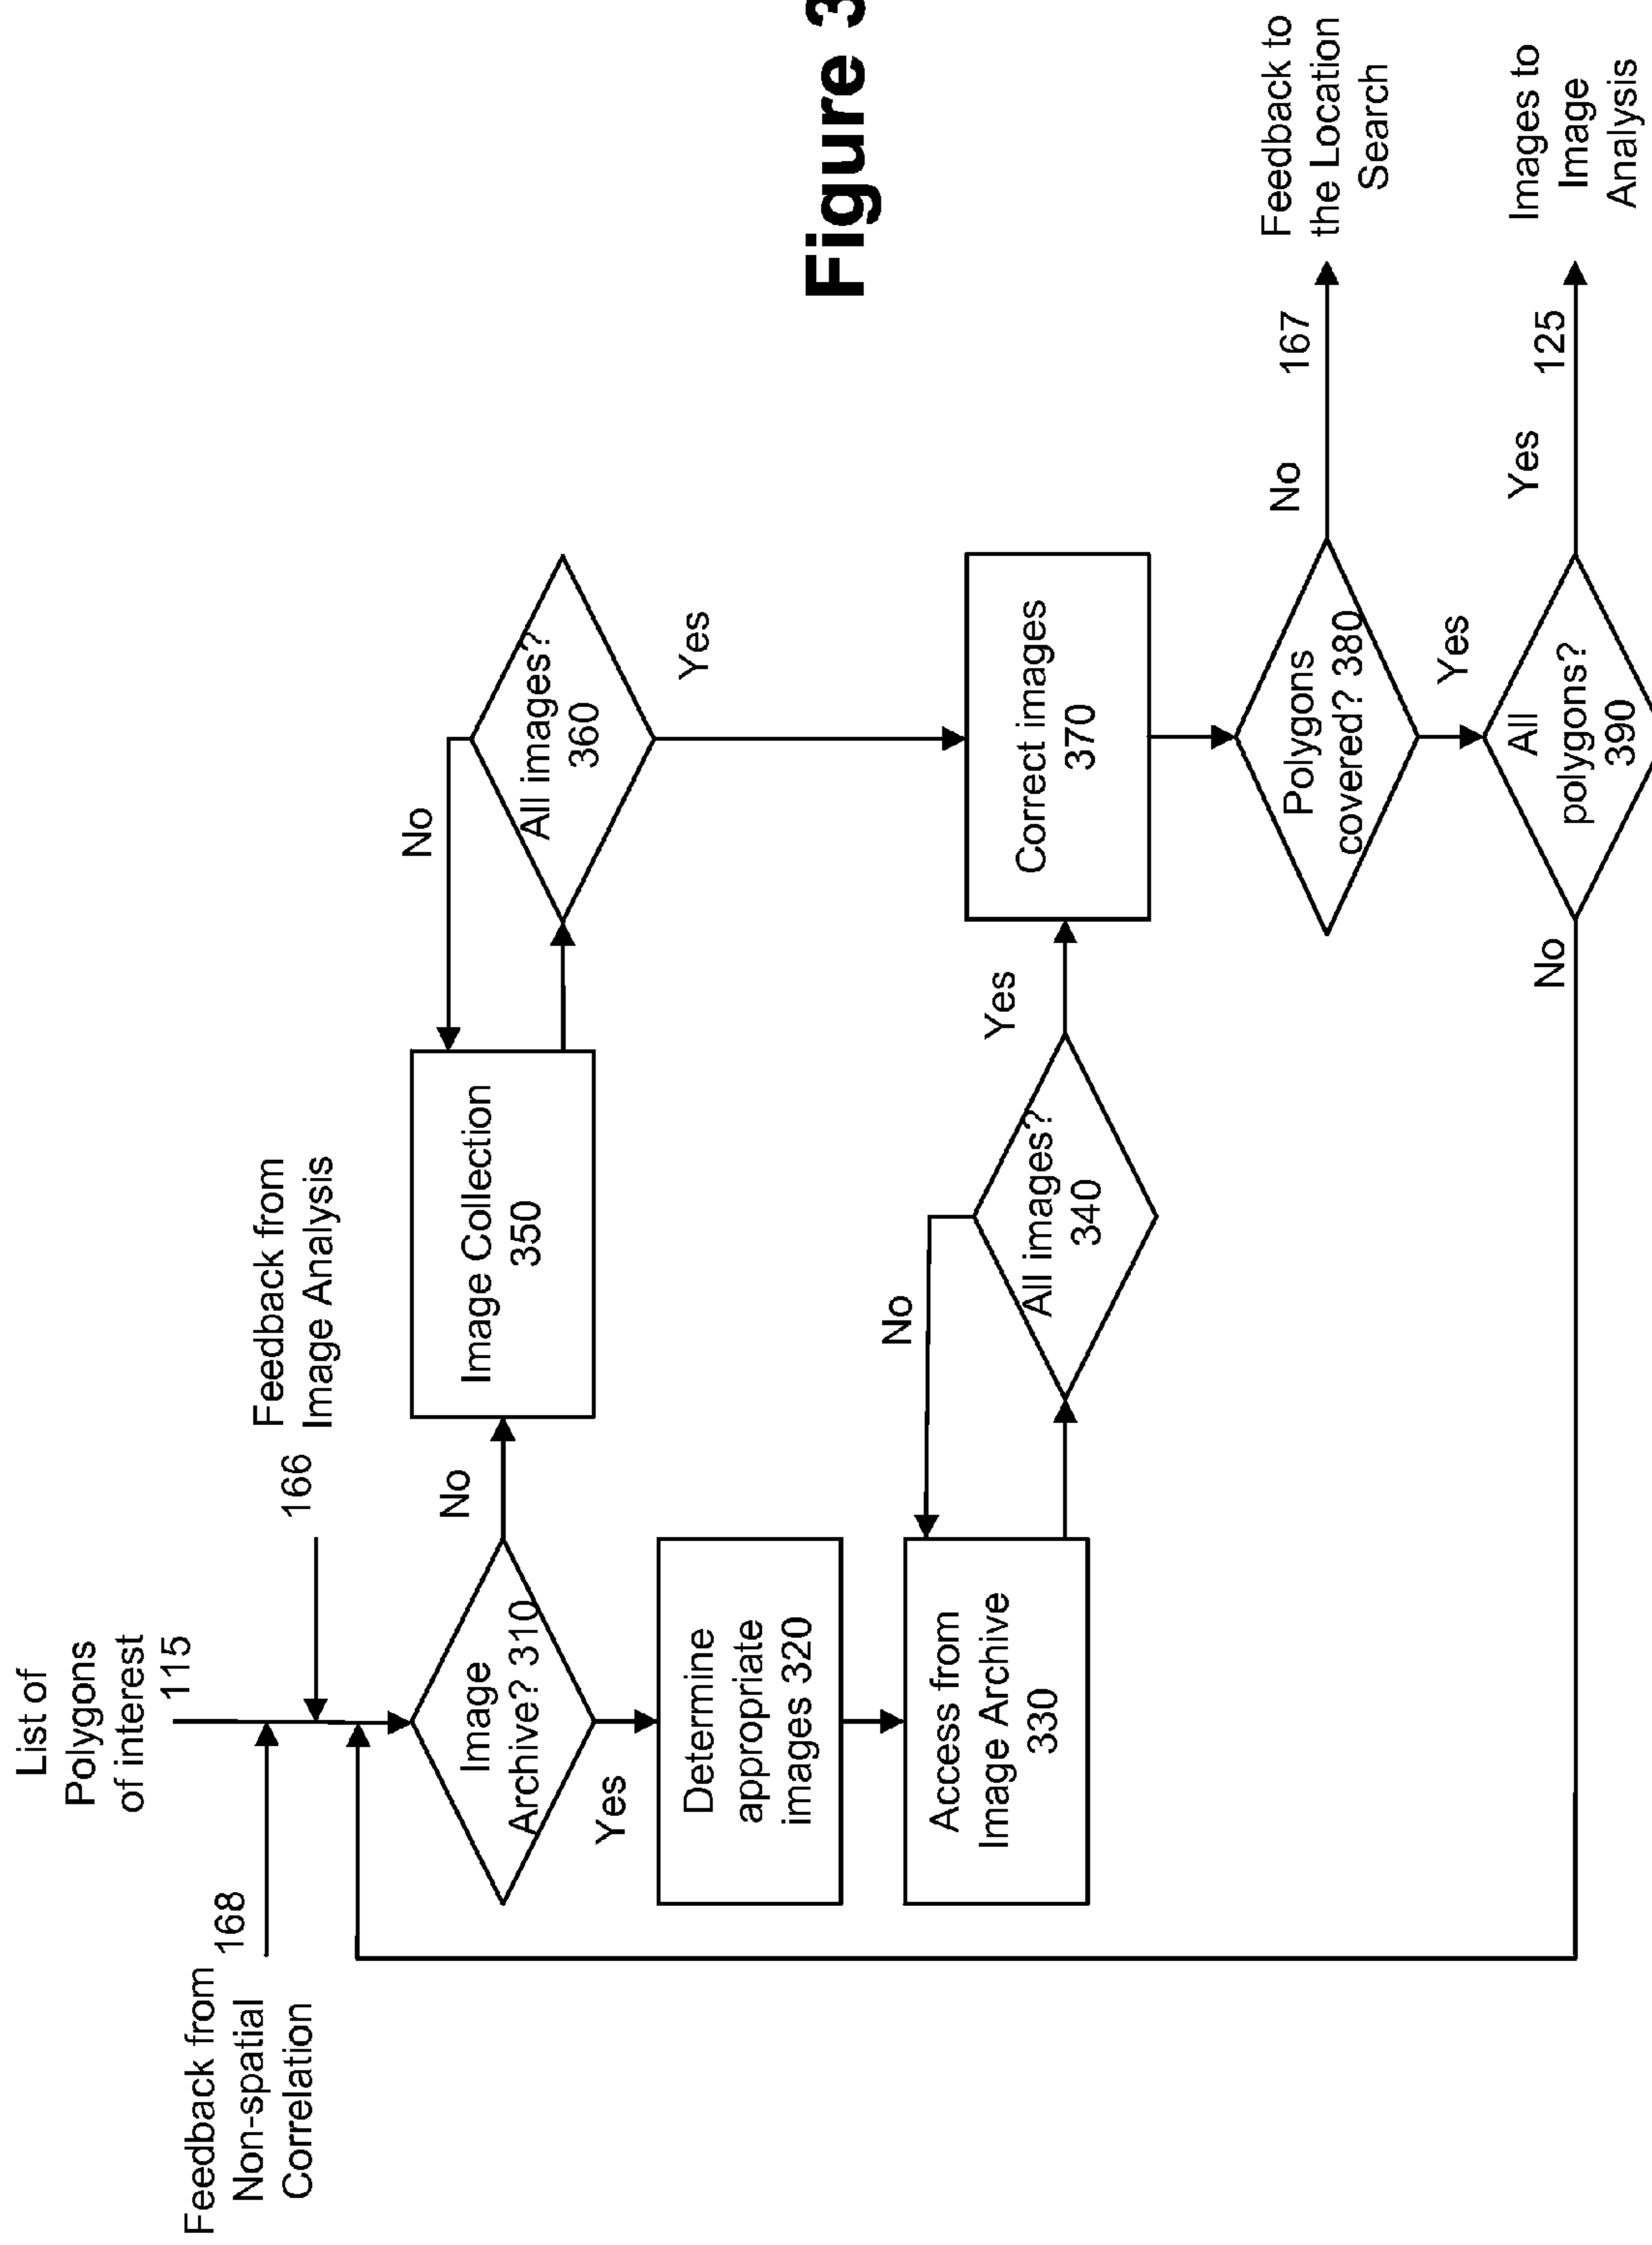 List of
Polygons
of interest
115
Feedback from
Non-spatial
Correlation
168
166
Feedback from
Image Analysis
Image
Archive? 310
No
Yes
Image Collection
350
No
All images?
360
Yes
Determine
appropriate
images 320
Access from
Image Archive
330
No
All images?
340
Yes
Correct images
370
Polygons
covered? 380
No
167
Feedback to
the Location
Search
Yes
All
polygons?
390
No
Yes
125
Images to
Image
Analysis
Figure 3